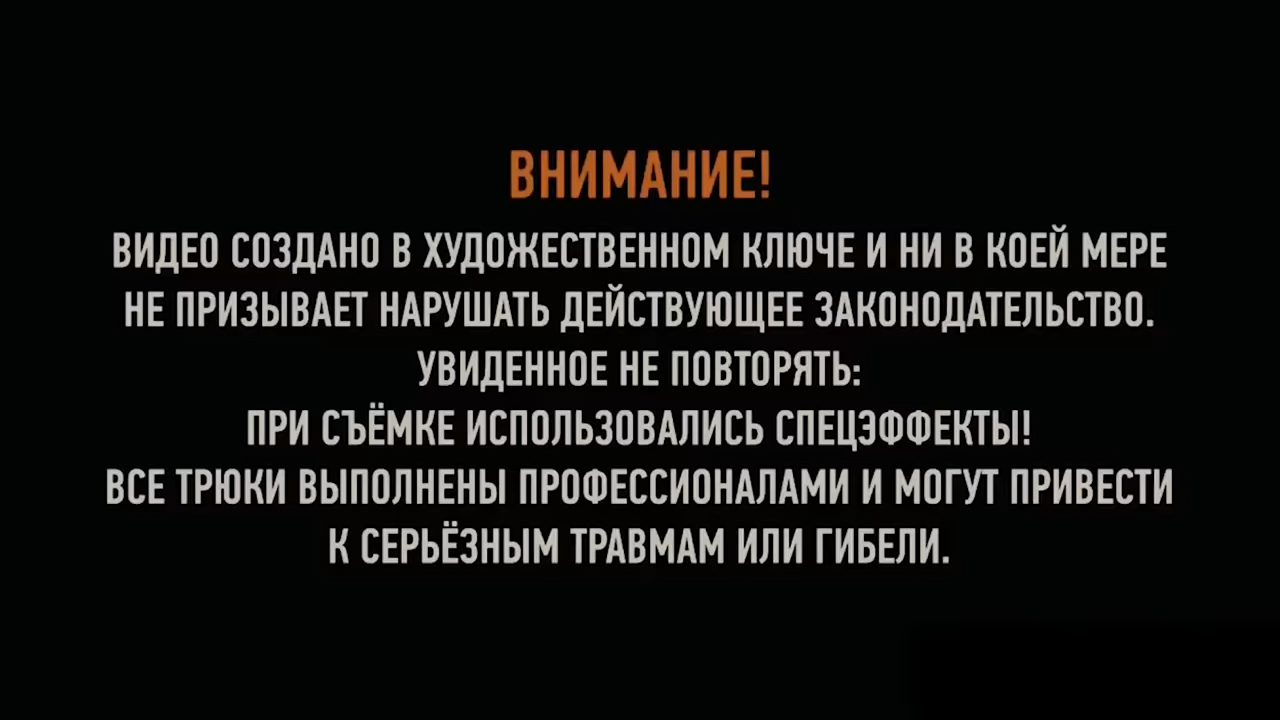 ВНИМАНИЕ!
ВИДЕО СОЗДАНО В ХУДОЖЕСТВЕННОМ КЛЮЧЕ И НИ В КОЕЙ МЕРЕ
НЕ ПРИЗЫВАЕТ НАРУШАТЬ ДЕЙСТВУЮЩЕЕ ЗАКОНОДАТЕЛЬСТВО.
УВИДЕННОЕ НЕ ПОВТОРЯТЬ:
ПРИ СЪЁМКЕ ИСПОЛЬЗОВАЛИСЬ СПЕЦЭФФЕКТЫ!
ВСЕ ТРЮКИ ВЫПОЛНЕНЫ ПРОФЕССИОНАЛАМИ И МОГУТ ПРИВЕСТИ
К СЕРЬЁЗНЫМ ТРАВМАМ ИЛИ ГИБЕЛИ.